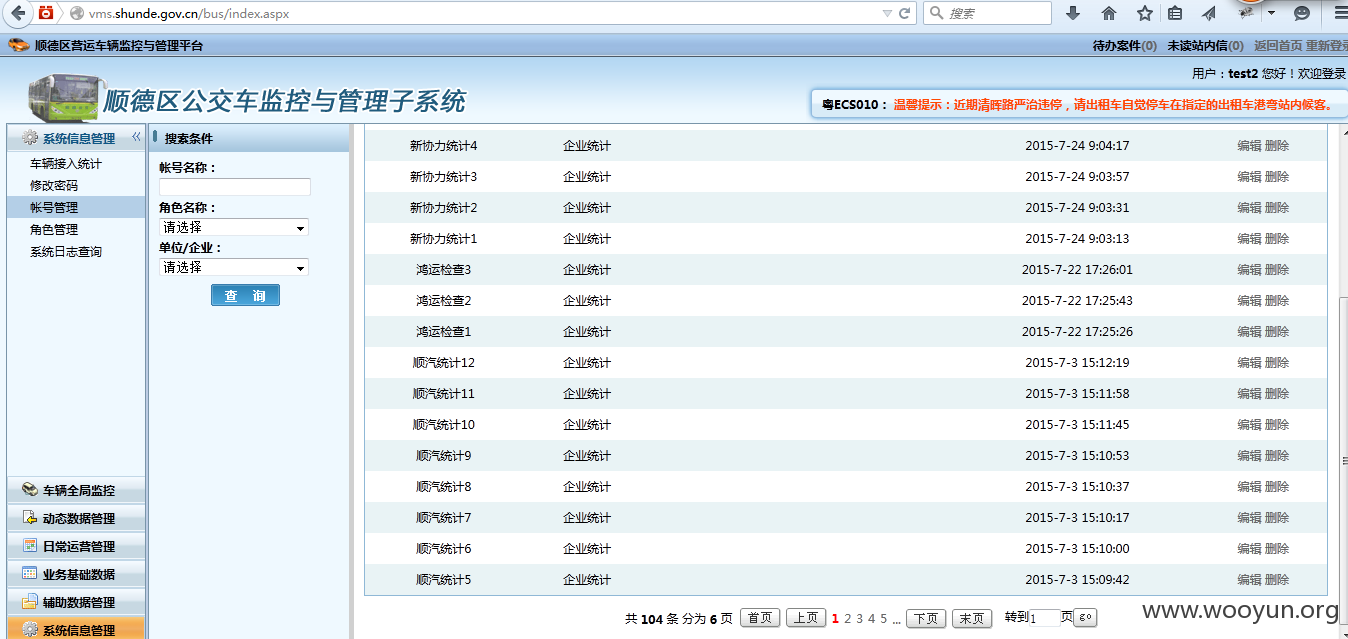 vms.shunde.gov.cn/bus/index.aspx
搜索
顺德区营运车辆监控与管理平台
待办案件(0) 未读站内信(0) 返回首页 重新登录
用户：test2 您好！欢迎登录
顺德区公交车监控与管理子系统
粤ECS010： 温馨提示：近期清晖路严治违停，请出租车自觉停车在指定的出租车港弯站内候客。
系统信息管理
车辆接入统计
修改密码
帐号管理
角色管理
系统日志查询
车辆全局监控
动态数据管理
日常运营管理
业务基础数据
辅助数据管理
系统信息管理
搜索条件
帐号名称：
角色名称：
请选择
单位/企业：
请选择
查 询
新协力统计4 企业统计 2015-7-24 9:04:17 编辑 删除
新协力统计3 企业统计 2015-7-24 9:03:57 编辑 删除
新协力统计2 企业统计 2015-7-24 9:03:31 编辑 删除
新协力统计1 企业统计 2015-7-24 9:03:13 编辑 删除
鸿运检查3 企业统计 2015-7-22 17:26:01 编辑 删除
鸿运检查2 企业统计 2015-7-22 17:25:43 编辑 删除
鸿运检查1 企业统计 2015-7-22 17:25:26 编辑 删除
顺汽统计12 企业统计 2015-7-3 15:12:19 编辑 删除
顺汽统计11 企业统计 2015-7-3 15:11:58 编辑 删除
顺汽统计10 企业统计 2015-7-3 15:11:45 编辑 删除
顺汽统计9 企业统计 2015-7-3 15:10:53 编辑 删除
顺汽统计8 企业统计 2015-7-3 15:10:37 编辑 删除
顺汽统计7 企业统计 2015-7-3 15:10:17 编辑 删除
顺汽统计6 企业统计 2015-7-3 15:10:00 编辑 删除
顺汽统计5 企业统计 2015-7-3 15:09:42 编辑 删除
共 104 条 分为 6 页 首页 上页 1 2 3 4 5 ... 下页 末页 转到 1 页 go
www.wooyun.org